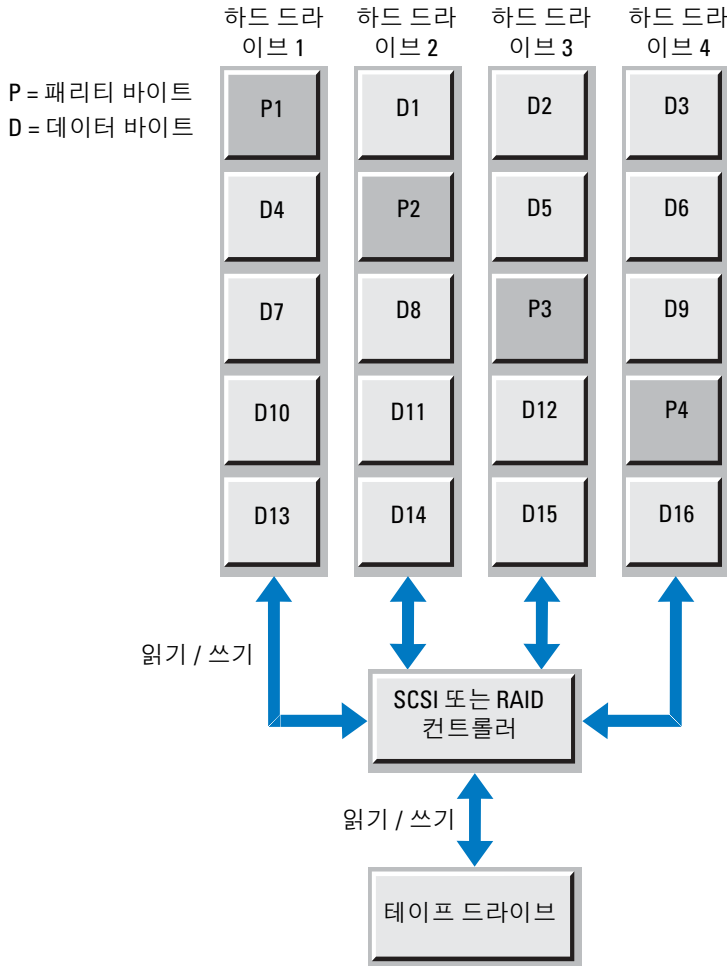 하드 드라
이브 1
하드 드라
이브 2
하드 드라
이브 3
하드 드라
이브 4
P = 패리티 바이트
D = 데이터 바이트
P1
D1
D2
D3
D4
P2
D5
D6
D7
D8
P3
D9
D10
D11
D12
P4
D13
D14
D15
D16
읽기 / 쓰기
SCSI 또는 RAID
컨트롤러
읽기 / 쓰기
테이프 드라이브